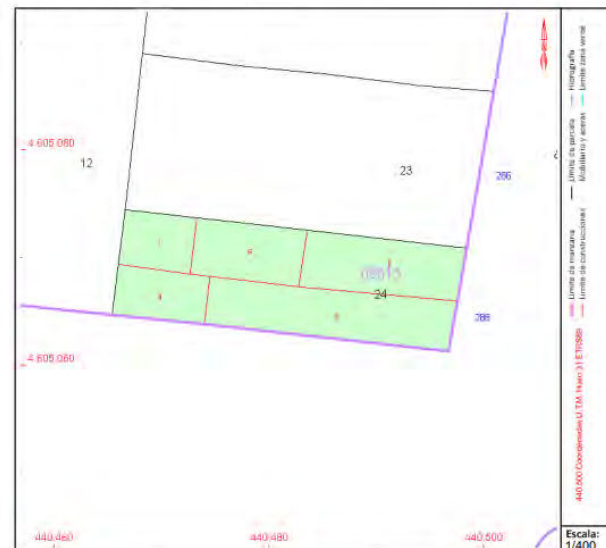 4.605.080
12
23
286
08613
24
288
4.605.060
440.460
440.480
440.500
Hidrografía
Límite zona verde
Límite de parcela
Mobiliario y aceras
Límite de manzana
Límite de construcciones
440.500 Coordenadas U.T.M. Huso 31 ETRS89
Escala:
1/400